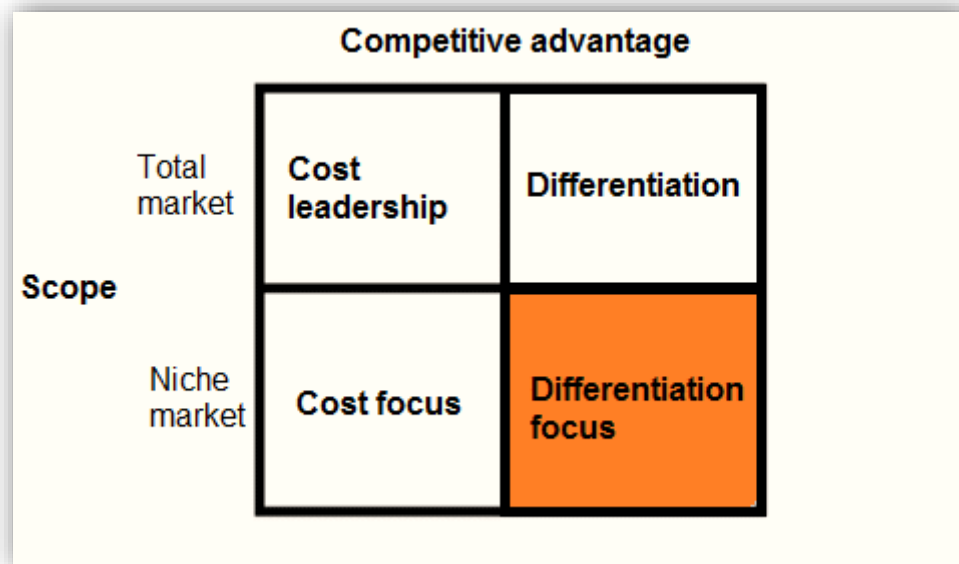 Competitive advantage
Total
market
Cost
leadership
Differentiation
Scope
Niche
market
Cost focus
Differentiation
focus